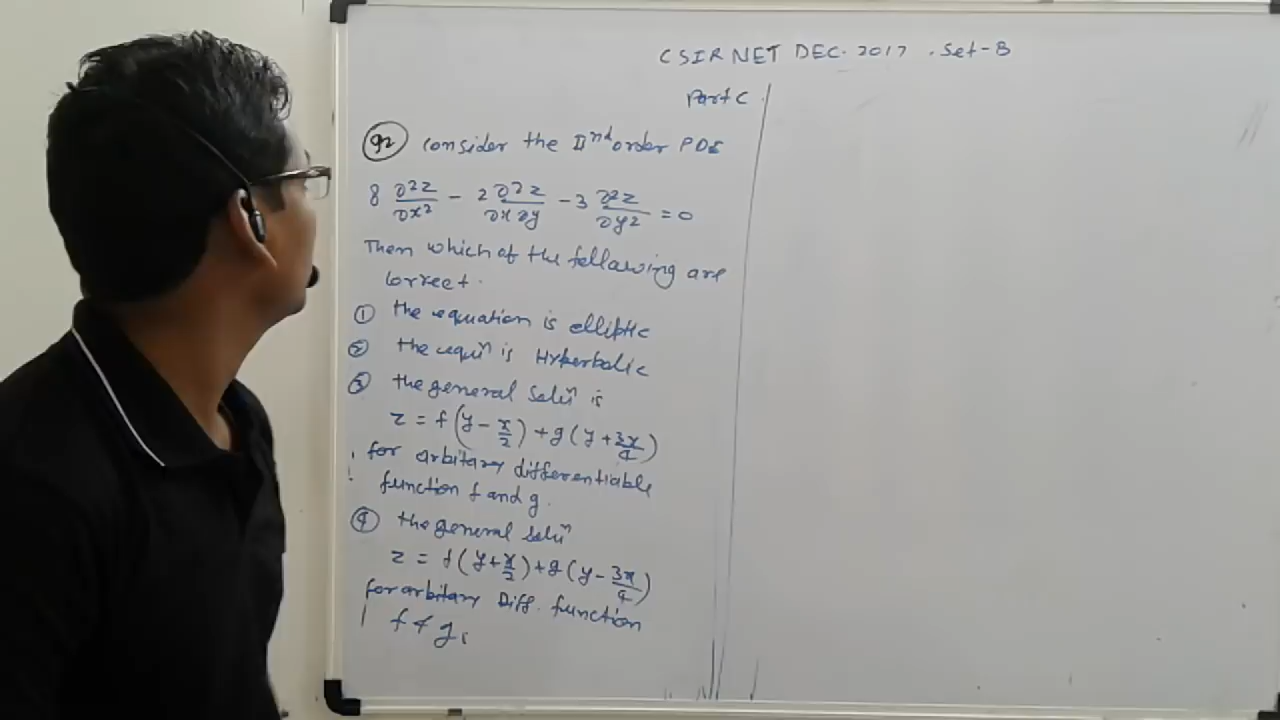 CSIR NET DEC. 2017 . Set-B
Part C
92 Consider the IInd order PDE
8 ∂²z/∂x² - 2 ∂²z/∂x∂y - 3 ∂²z/∂y² = 0
Then which of the following are
correct.
① the equation is elliptic
② the equⁿ is Hyperbolic
③ the general Solⁿ is
z = f(y - x/2) + g(y + 3x/4)
for arbitary differentiable
function f and g.
④ the general Solⁿ
z = f(y + x/2) + g(y - 3x/4)
for arbitary Diff. function
f & g.